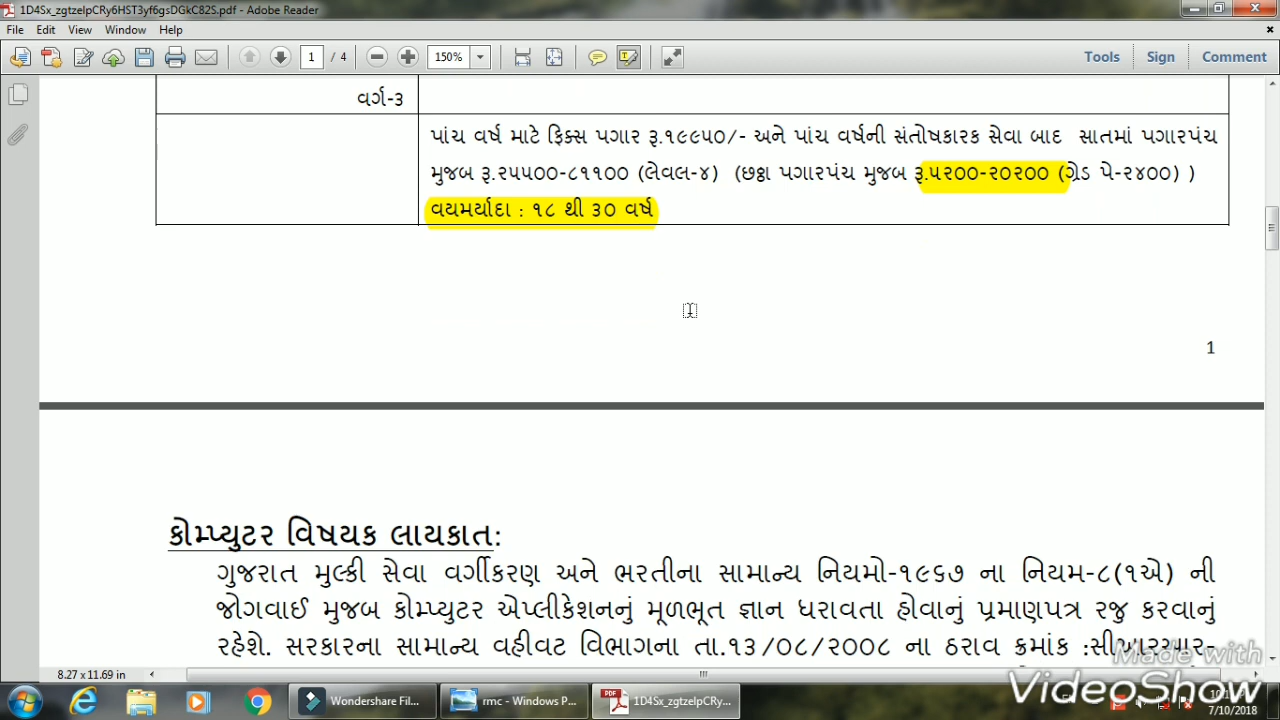 1D4Sx_zgtzelpCRy6HST3yf6gsDGkC82S.pdf - Adobe Reader
File Edit View Window Help
1 / 4 150% Tools Sign Comment
વર્ગ-૩
પાંચ વર્ષ માટે ફિક્સ પગાર રૂ.૧૯૯૫૦/- અને પાંચ વર્ષની સંતોષકારક સેવા બાદ સાતમાં પગારપંચ
મુજબ રૂ.૨૫૫૦૦-૮૧૧૦૦ (લેવલ-૪) (છઠ્ઠા પગારપંચ મુજબ રૂ.૫૨૦૦-૨૦૨૦૦ (ગ્રેડ પે-૨૪૦૦) )
વયમર્યાદા : ૧૮ થી ૩૦ વર્ષ
1
કોમ્પ્યુટર વિષયક લાયકાત:
ગુજરાત મુલ્કી સેવા વર્ગીકરણ અને ભરતીના સામાન્ય નિયમો-૧૯૬૭ ના નિયમ-૮(૧એ) ની
જોગવાઈ મુજબ કોમ્પ્યુટર એપ્લીકેશનનું મૂળભૂત જ્ઞાન ધરાવતા હોવાનું પ્રમાણપત્ર રજુ કરવાનું
રહેશે. સરકારના સામાન્ય વહીવટ વિભાગના તા.૧૩/૦૮/૨૦૦૮ ના ઠરાવ ક્રમાંક :સીઆરઆર-
Made with
VideoShow
8.27 x 11.69 in
Wondershare Fil... rmc - Windows P... 1D4Sx_zgtzelpCRy...
7/10/2018